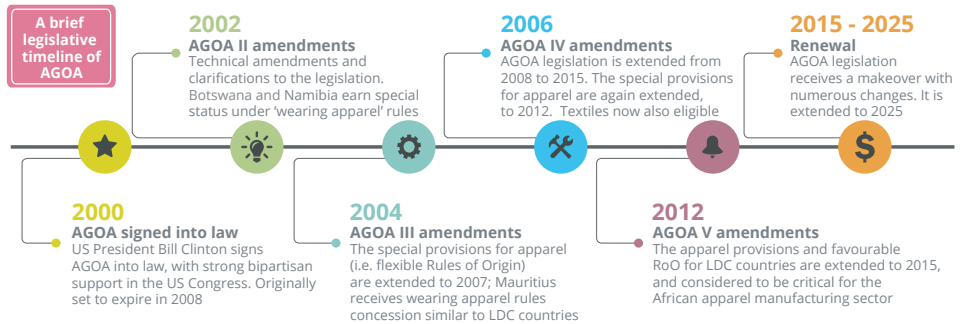 A brief
legislative
timeline of
AGOA
2000
AGOA signed into law
US President Bill Clinton signs
AGOA into law, with strong bipartisan
support in the US Congress. Originally
set to expire in 2008
2002
AGOA II amendments
Technical amendments and
clarifications to the legislation.
Botswana and Namibia earn special
status under ‘wearing apparel’ rules
2004
AGOA III amendments
The special provisions for apparel
(i.e. flexible Rules of Origin)
are extended to 2007; Mauritius
receives wearing apparel rules
concession similar to LDC countries
2006
AGOA IV amendments
AGOA legislation is extended from
2008 to 2015. The special provisions
for apparel are again extended,
to 2012. Textiles now also eligible
2012
AGOA V amendments
The apparel provisions and favourable
RoO for LDC countries are extended to 2015,
and considered to be critical for the
African apparel manufacturing sector
2015 - 2025
Renewal
AGOA legislation
receives a makeover with
numerous changes. It is
extended to 2025
$